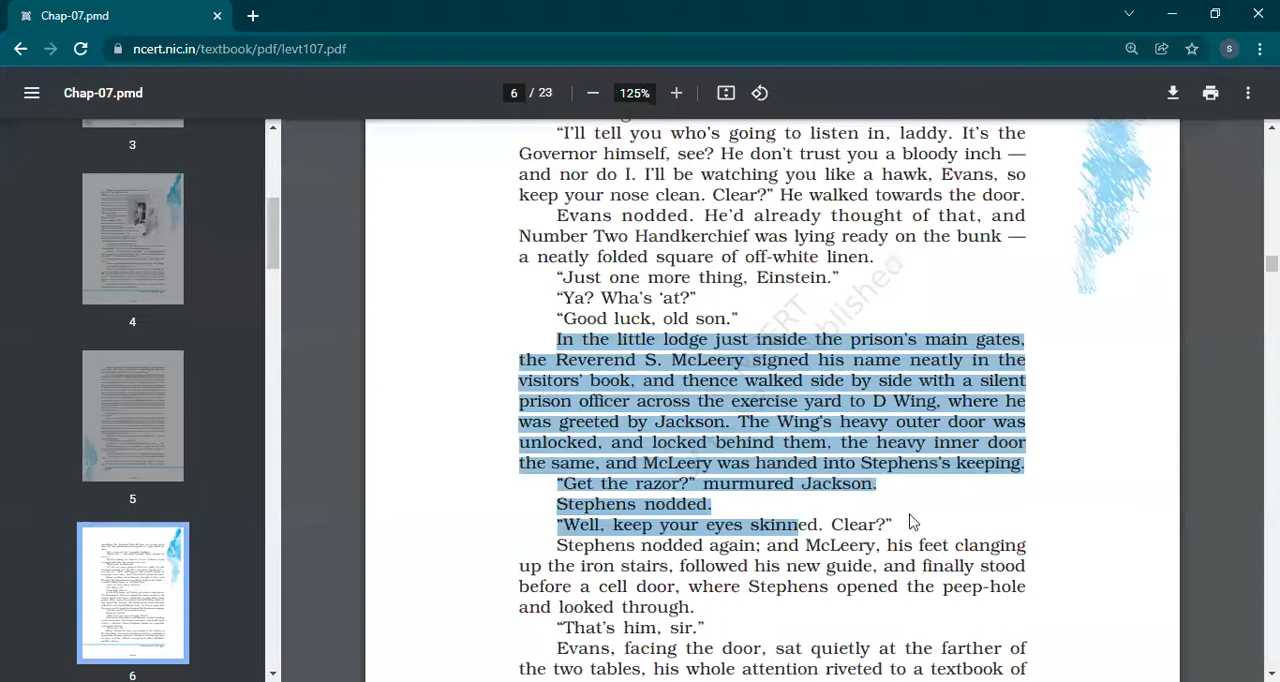 Chap-07.pmd
ncert.nic.in/textbook/pdf/levt107.pdf
S
Chap-07.pmd
6 / 23
125%
3
4
5
6
“I’ll tell you who’s going to listen in, laddy. It’s the
Governor himself, see? He don’t trust you a bloody inch —
and nor do I. I’ll be watching you like a hawk, Evans, so
keep your nose clean. Clear?” He walked towards the door.
Evans nodded. He’d already thought of that, and
Number Two Handkerchief was lying ready on the bunk —
a neatly folded square of off-white linen.
“Just one more thing, Einstein.”
“Ya? Wha’s ‘at?”
“Good luck, old son.”
In the little lodge just inside the prison’s main gates,
the Reverend S. McLeery signed his name neatly in the
visitors’ book, and thence walked side by side with a silent
prison officer across the exercise yard to D Wing, where he
was greeted by Jackson. The Wing’s heavy outer door was
unlocked, and locked behind them, the heavy inner door
the same, and McLeery was handed into Stephens’s keeping.
“Get the razor?” murmured Jackson.
Stephens nodded.
“Well, keep your eyes skinned. Clear?”
Stephens nodded again; and McLeery, his feet clanging
up the iron stairs, followed his new guide, and finally stood
before a cell door, where Stephens opened the peep-hole
and looked through.
“That’s him, sir.”
Evans, facing the door, sat quietly at the farther of
the two tables, his whole attention riveted to a textbook of